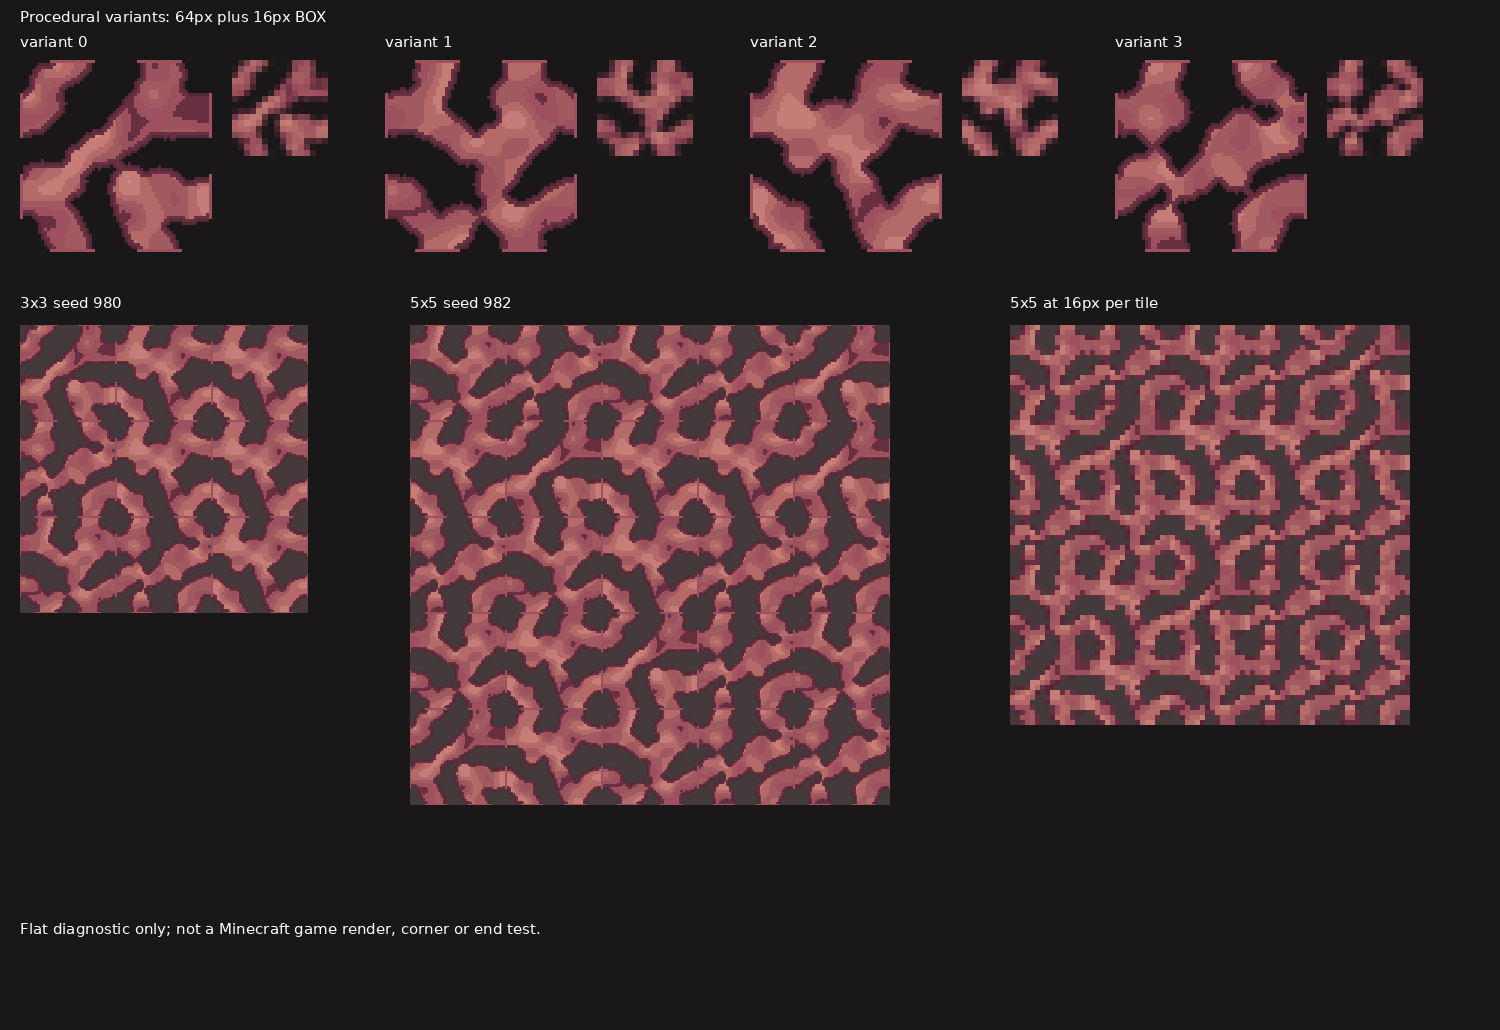 Procedural variants: 64px plus 16px BOX
variant 0
variant 1
variant 2
variant 3
3x3 seed 980
5x5 seed 982
5x5 at 16px per tile
Flat diagnostic only; not a Minecraft game render, corner or end test.